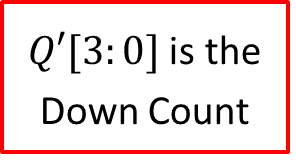 Q′[3:0] is the
Down Count